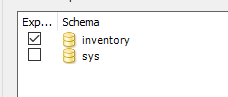 Exp... Schema
inventory
sys